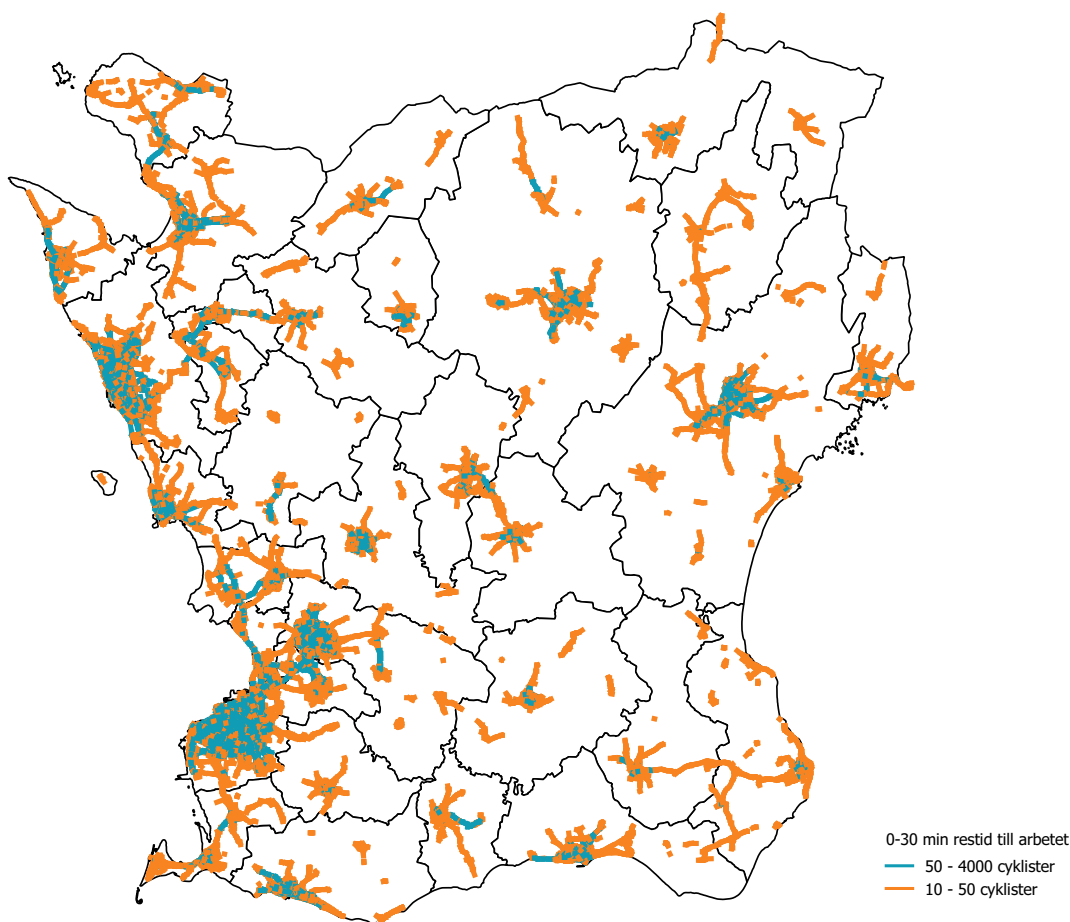 0-30 min restid till arbetet
50 - 4000 cyklister
10 - 50 cyklister